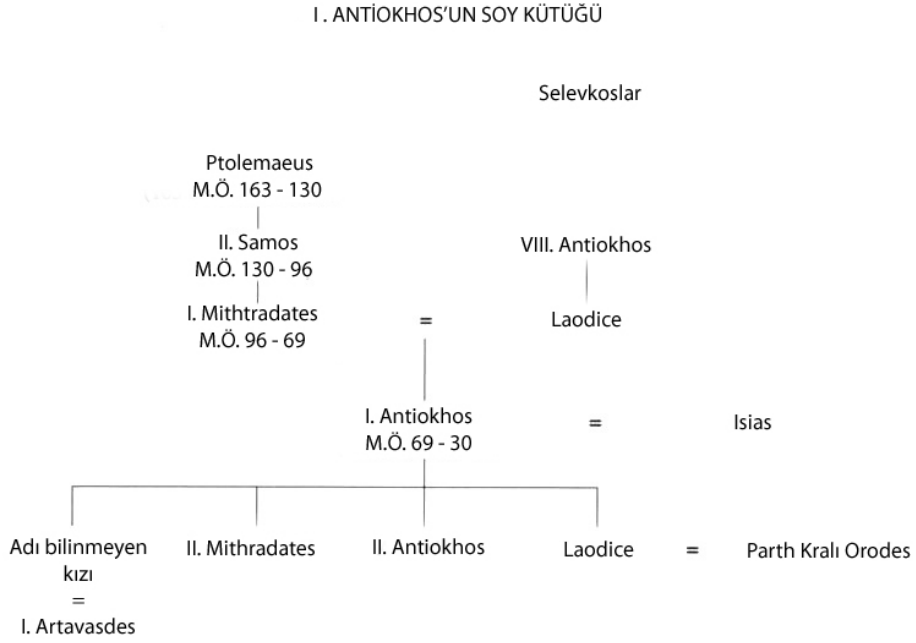 I . ANTİOKHOS'UN SOY KÜTÜĞÜ
Selevkoslar
Ptolemaeus
M.Ö. 163 - 130
II. Samos
M.Ö. 130 - 96
VIII. Antiokhos
I. Mithtradates
M.Ö. 96 - 69
=
Laodice
I. Antiokhos
M.Ö. 69 - 30
=
Isias
Adı bilinmeyen
kızı
=
I. Artavasdes
II. Mithradates
II. Antiokhos
Laodice
=
Parth Kralı Orodes